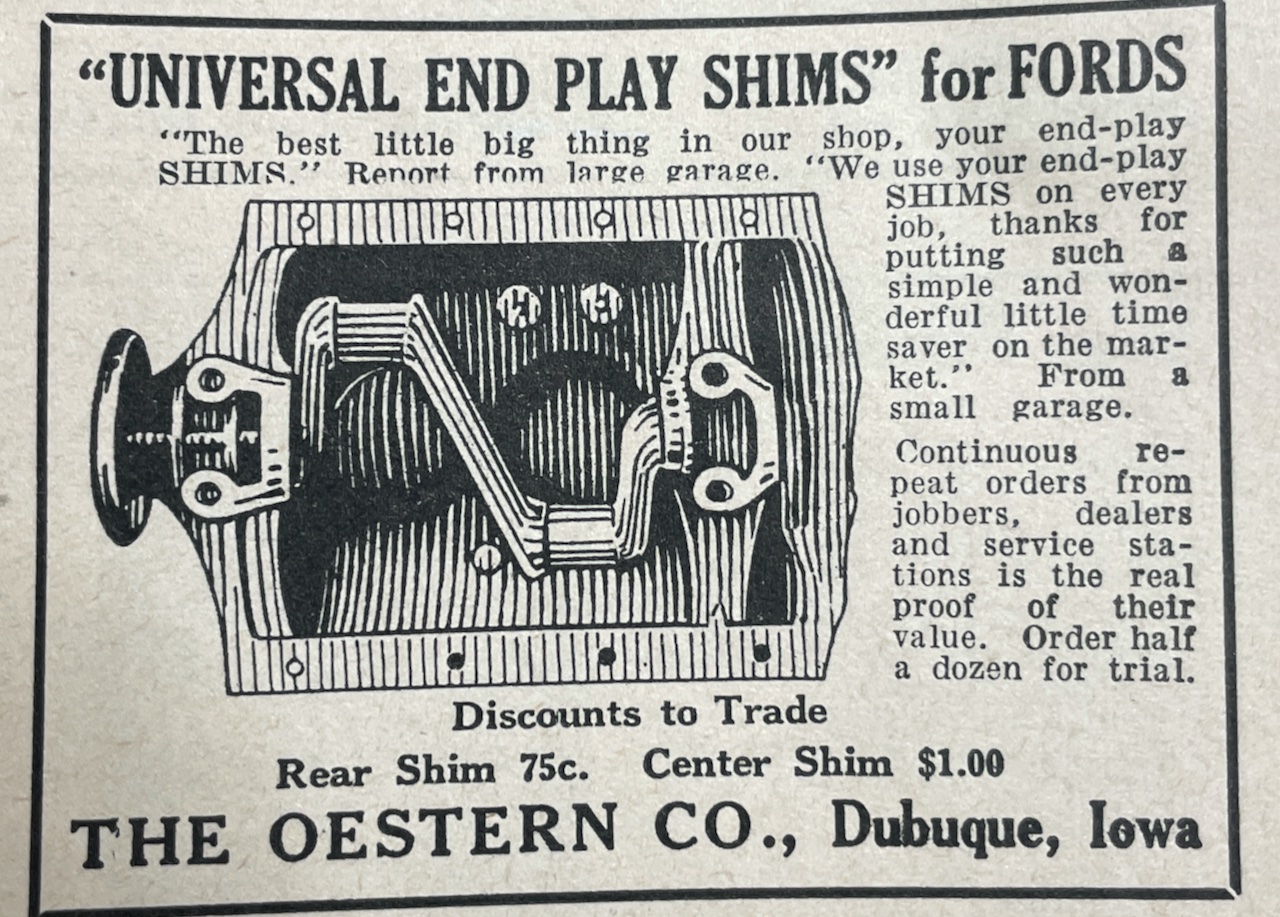 “UNIVERSAL END PLAY SHIMS” for FORDS
“The best little big thing in our shop, your end-play
SHIMS.” Report from large garage. “We use your end-play
SHIMS on every
job, thanks for
putting such a
simple and won-
derful little time
saver on the mar-
ket.” From a
small garage.
Continuous re-
peat orders from
jobbers, dealers
and service sta-
tions is the real
proof of their
value. Order half
a dozen for trial.
Discounts to Trade
Rear Shim 75c. Center Shim $1.00
THE OESTERN CO., Dubuque, Iowa